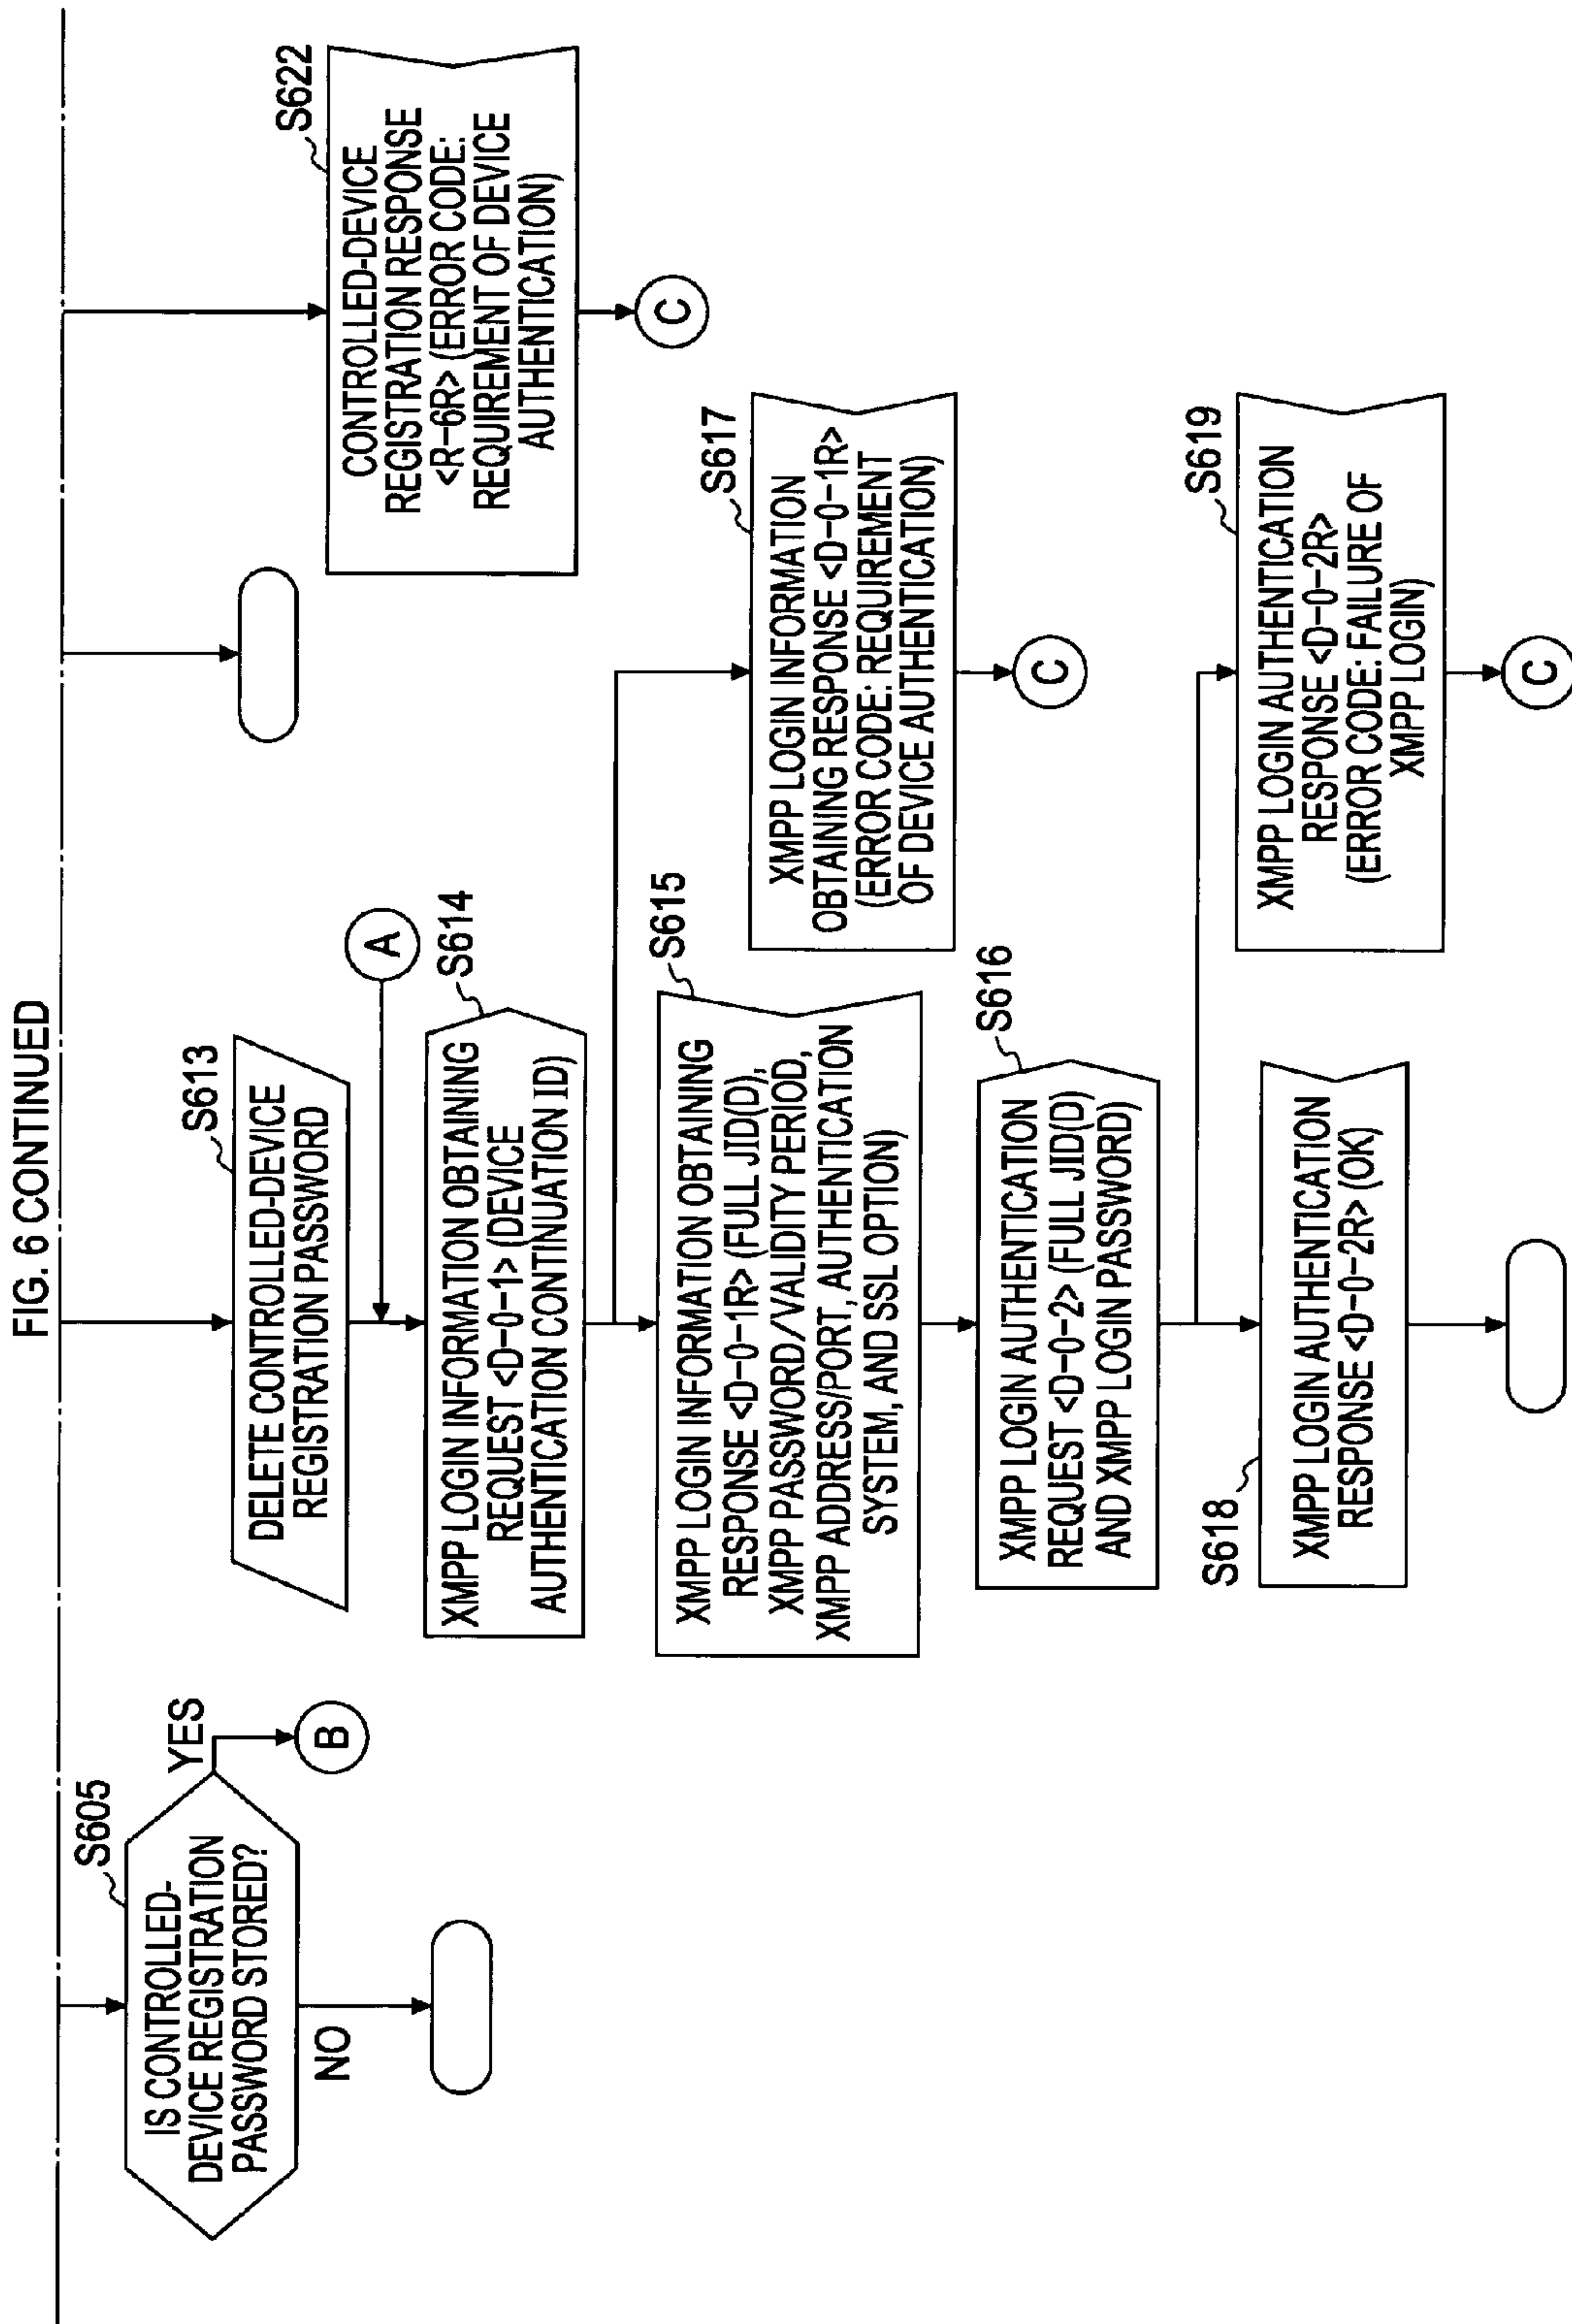 FIG. 6 CONTINUED
S605
IS CONTROLLED-
DEVICE REGISTRATION
PASSWORD STORED?
YES
B
NO
S613
DELETE CONTROLLED-DEVICE
REGISTRATION PASSWORD
A
S614
XMPP LOGIN INFORMATION OBTAINING
REQUEST <D-0-1> (DEVICE
AUTHENTICATION CONTINUATION ID)
S615
XMPP LOGIN INFORMATION OBTAINING
RESPONSE <D-0-1R> (FULL JID(D),
XMPP PASSWORD/VALIDITY PERIOD,
XMPP ADDRESS/PORT, AUTHENTICATION
SYSTEM, AND SSL OPTION)
S616
XMPP LOGIN AUTHENTICATION
REQUEST <D-0-2> (FULL JID(D)
AND XMPP LOGIN PASSWORD)
S618
XMPP LOGIN AUTHENTICATION
RESPONSE <D-0-2R> (OK)
S622
CONTROLLED-DEVICE
REGISTRATION RESPONSE
<R-6R> (ERROR CODE:
REQUIREMENT OF DEVICE
AUTHENTICATION)
C
S617
XMPP LOGIN INFORMATION
OBTAINING RESPONSE <D-0-1R>
(ERROR CODE: REQUIREMENT
OF DEVICE AUTHENTICATION)
C
S619
XMPP LOGIN AUTHENTICATION
RESPONSE <D-0-2R>
(ERROR CODE: FAILURE OF
XMPP LOGIN)
C